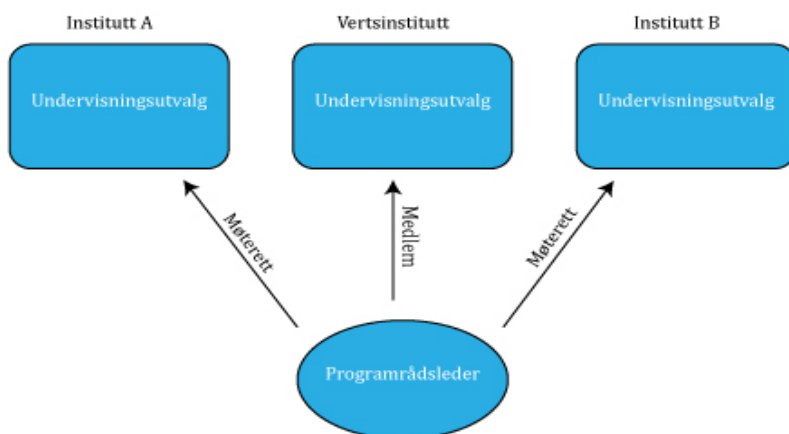 Institutt A
Vertsinstitutt
Institutt B
Undervisningsutvalg
Undervisningsutvalg
Undervisningsutvalg
Møterett
Medlem
Møterett
Programrådsleder